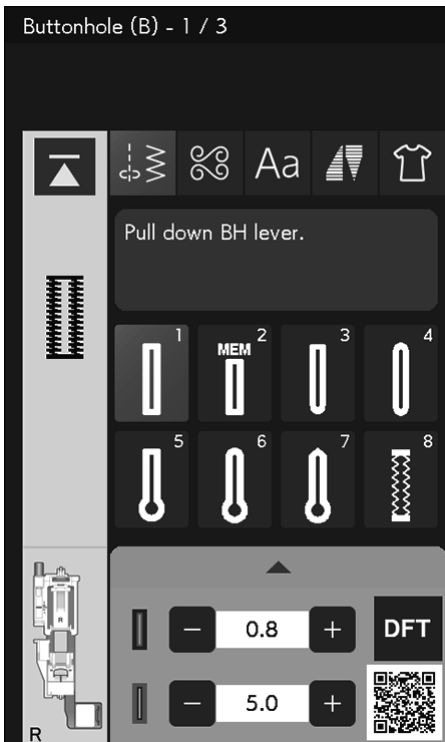 Buttonhole (B) - 1 / 3
Aa
Pull down BH lever.
1
MEM 2
3
4
5
6
7
8
− 0.8 + DFT
− 5.0 +
R